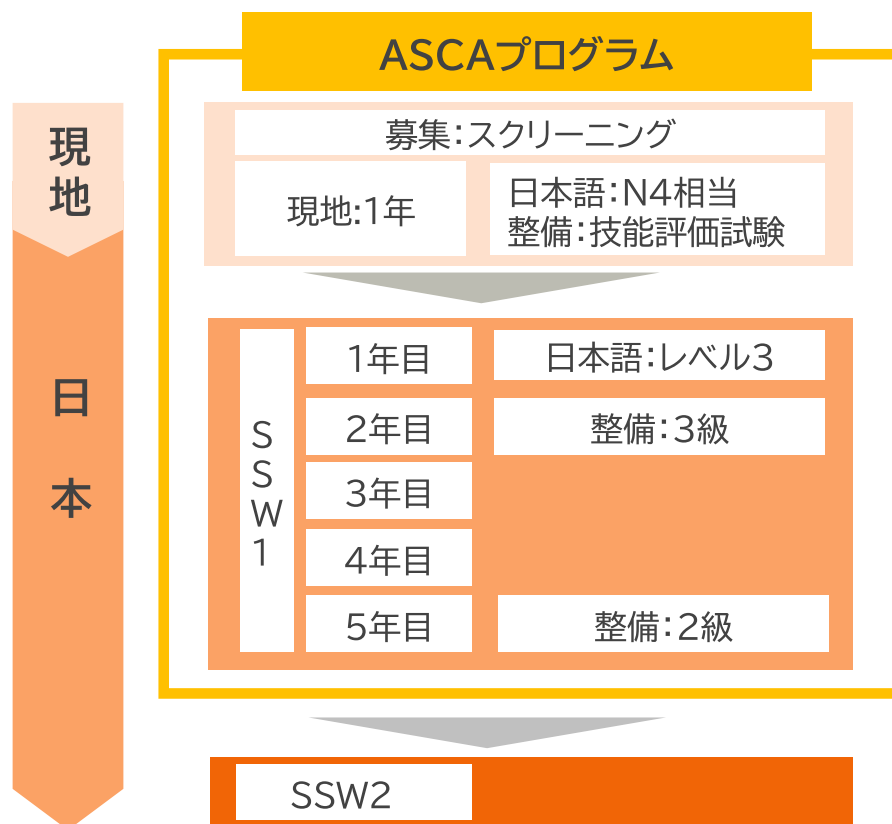 ASCAプログラム
現地
募集：スクリーニング
現地:1年
日本語：N4相当
整備：技能評価試験
日本
SSW1
1年目
日本語：レベル3
2年目
整備：3級
3年目
4年目
5年目
整備：2級
SSW2